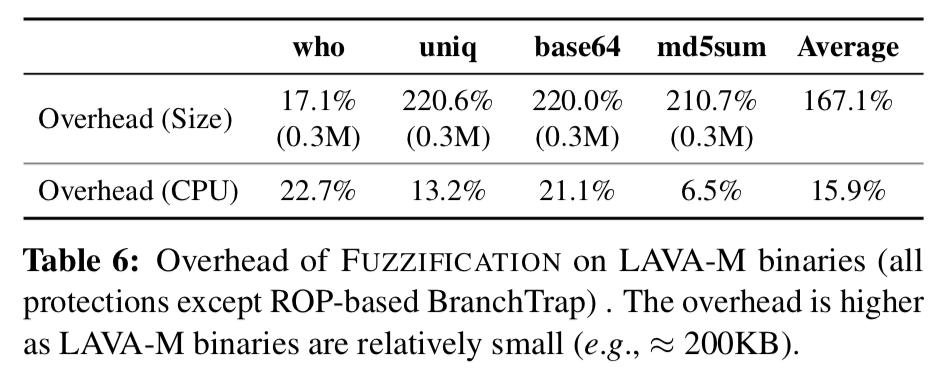 who uniq base64 md5sum Average
Overhead (Size) 17.1% 220.6% 220.0% 210.7% 167.1%
(0.3M) (0.3M) (0.3M) (0.3M)
Overhead (CPU) 22.7% 13.2% 21.1% 6.5% 15.9%
Table 6: Overhead of FUZZIFICATION on LAVA-M binaries (all
protections except ROP-based BranchTrap) . The overhead is higher
as LAVA-M binaries are relatively small (e.g., ≈ 200KB).